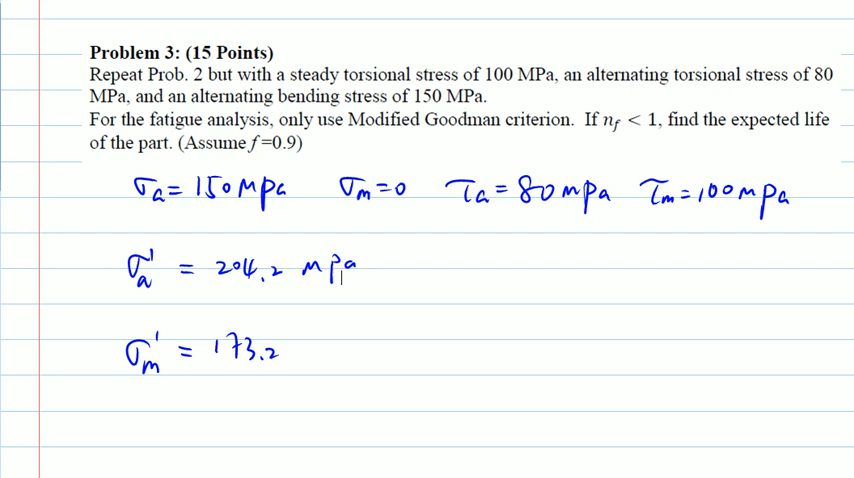 Problem 3: (15 Points)
Repeat Prob. 2 but with a steady torsional stress of 100 MPa, an alternating torsional stress of 80
MPa, and an alternating bending stress of 150 MPa.
For the fatigue analysis, only use Modified Goodman criterion. If n_f < 1, find the expected life
of the part. (Assume f =0.9)
σa = 150 MPa σm = 0 τa = 80 mpa τm = 100 mpa
σa' = 204.2 mpa
σm' = 173.2